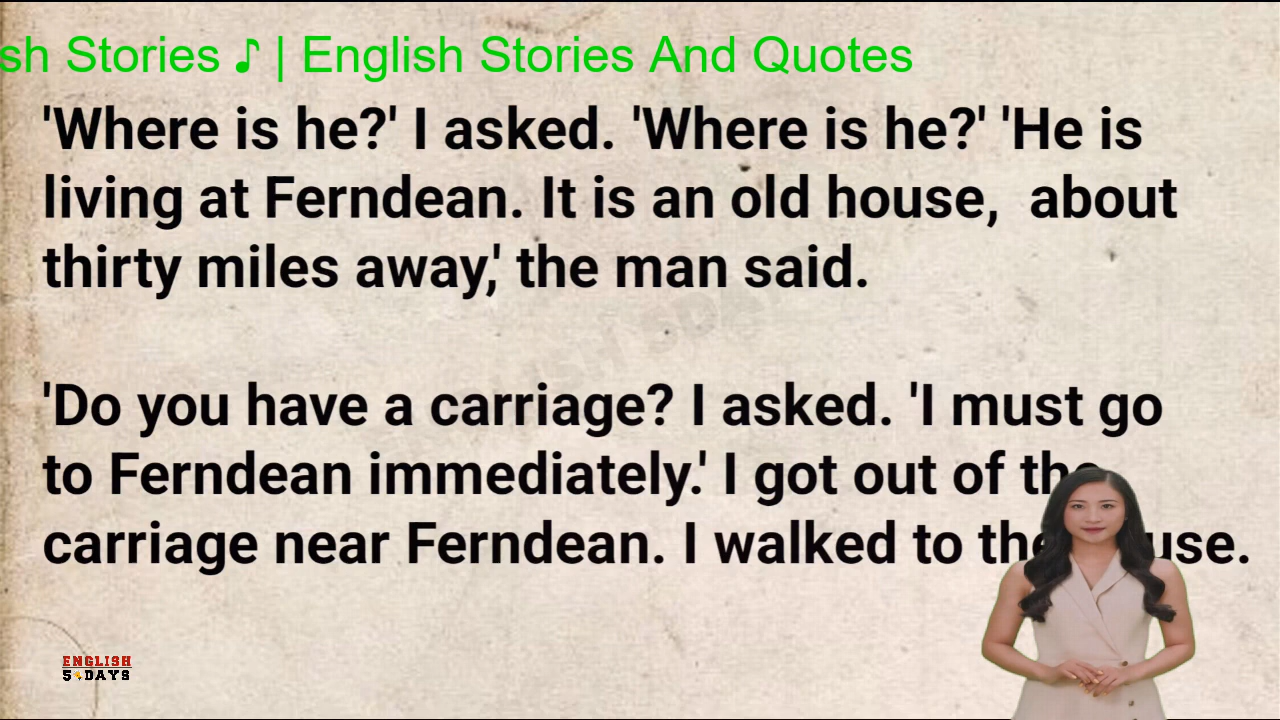 sh Stories ♪ | English Stories And Quotes
'Where is he?' I asked. 'Where is he?' 'He is
living at Ferndean. It is an old house,  about
thirty miles away,' the man said.
'Do you have a carriage? I asked. 'I must go
to Ferndean immediately.' I got out of the
carriage near Ferndean. I walked to the
ENGLISH
5 DAYS